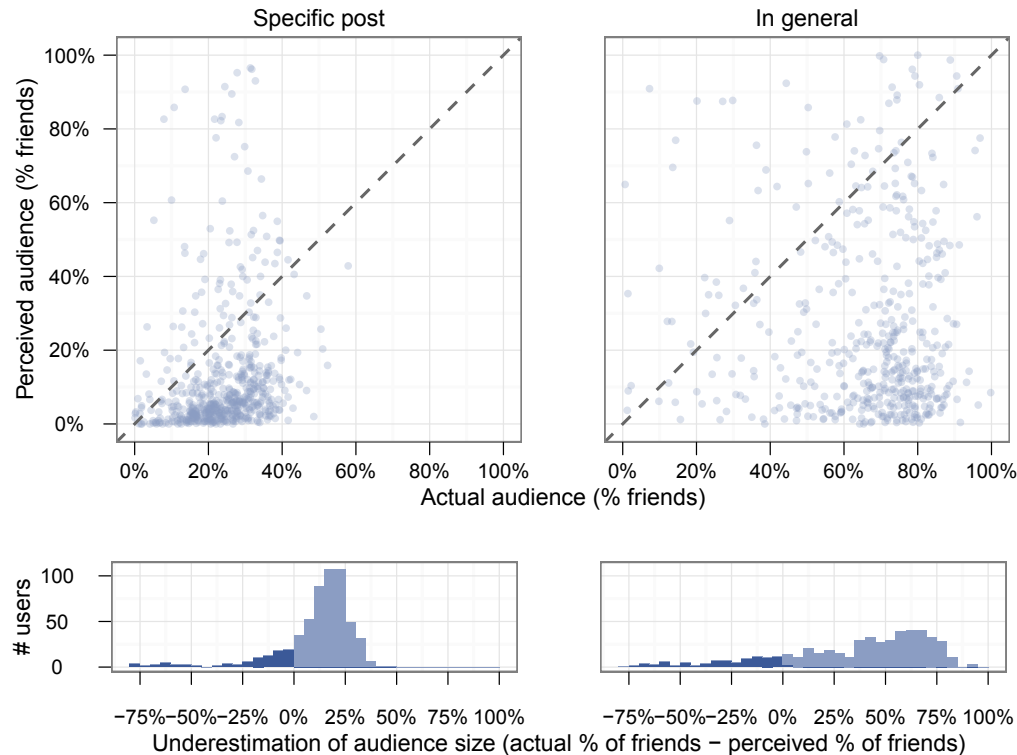 Specific post
In general
Perceived audience (% friends)
100%
80%
60%
40%
20%
0%
0% 20% 40% 60% 80% 100%
0% 20% 40% 60% 80% 100%
Actual audience (% friends)
# users
100
50
0
−75% −50% −25% 0% 25% 50% 75% 100%
−75% −50% −25% 0% 25% 50% 75% 100%
Underestimation of audience size (actual % of friends − perceived % of friends)